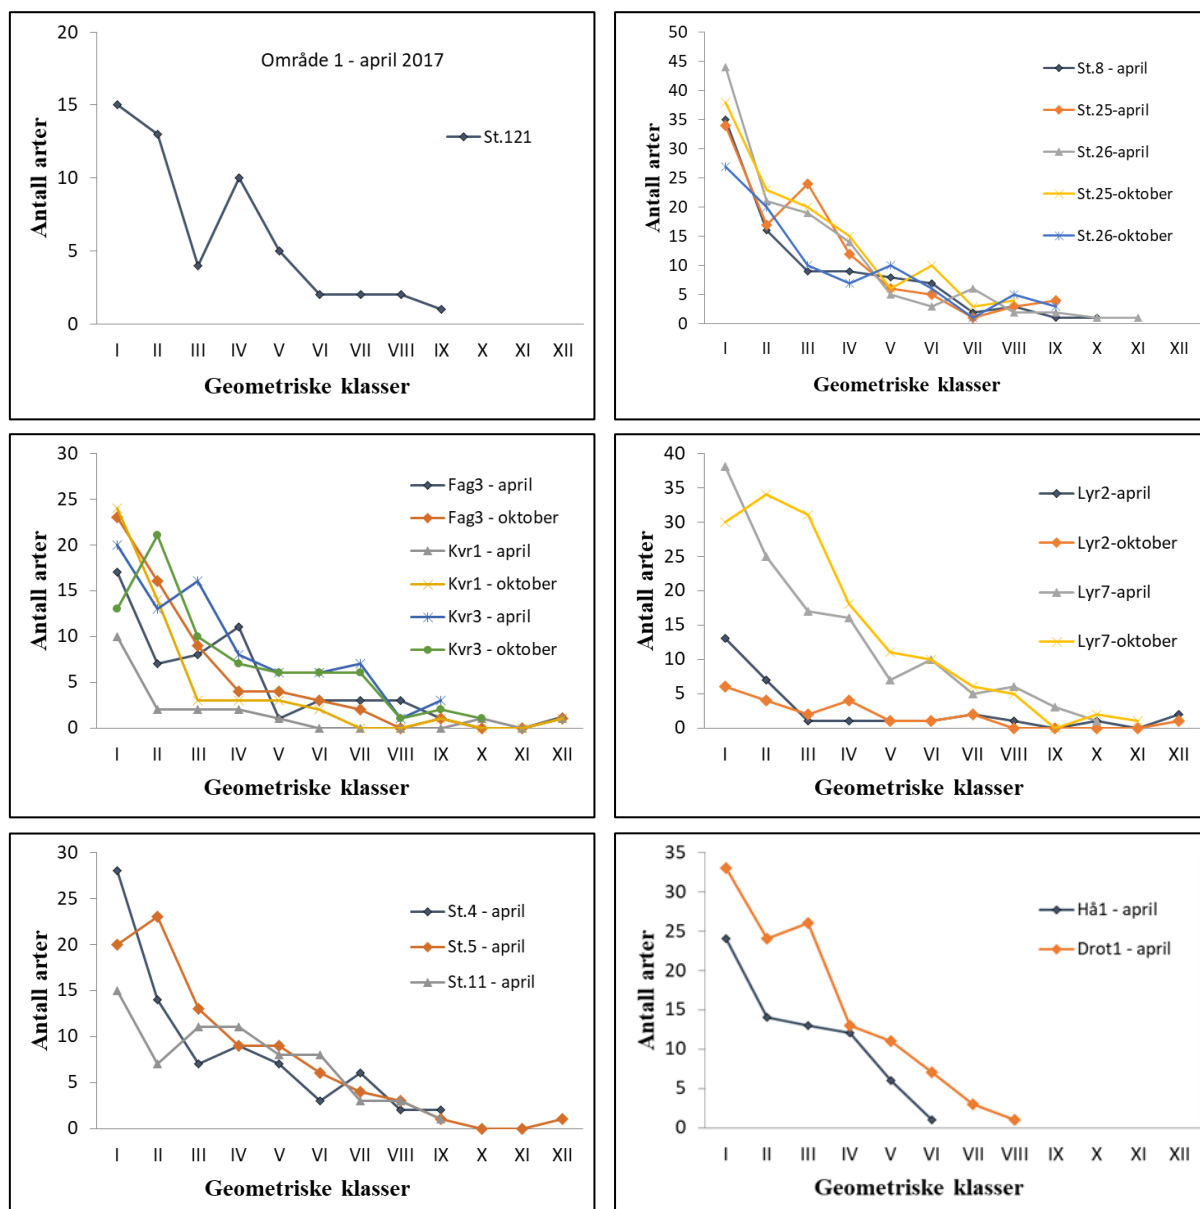 20
15
10
5
0
Antall arter
Område 1 - april 2017
St.121
I II III IV V VI VII VIII IX X XI XII
Geometriske klasser
50
45
40
35
30
25
20
15
10
5
0
Antall arter
St.8 - april
St.25-april
St.26-april
St.25-oktober
St.26-oktober
I II III IV V VI VII VIII IX X XI XII
Geometriske klasser
30
25
20
15
10
5
0
Antall arter
Fag3 - april
Fag3 - oktober
Kvr1 - april
Kvr1 - oktober
Kvr3 - april
Kvr3 - oktober
I II III IV V VI VII VIII IX X XI XII
Geometriske klasser
40
35
30
25
20
15
10
5
0
Antall arter
Lyr2-april
Lyr2-oktober
Lyr7-april
Lyr7-oktober
I II III IV V VI VII VIII IX X XI XII
Geometriske klasser
30
25
20
15
10
5
0
Antall arter
St.4 - april
St.5 - april
St.11 - april
I II III IV V VI VII VIII IX X XI XII
Geometriske klasser
35
30
25
20
15
10
5
0
Antall arter
Hå1 - april
Drot1 - april
I II III IV V VI VII VIII IX X XI XII
Geometriske klasser